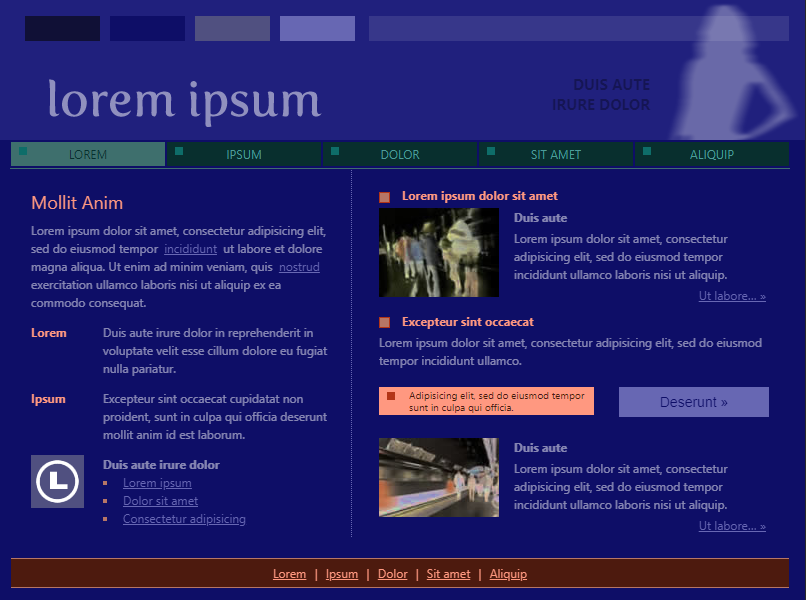 lorem ipsum
DUIS AUTE
IRURE DOLOR
LOREM
IPSUM
DOLOR
SIT AMET
ALIQUIP
Mollit Anim
Lorem ipsum dolor sit amet, consectetur adipisicing elit,
sed do eiusmod tempor incididunt ut labore et dolore
magna aliqua. Ut enim ad minim veniam, quis nostrud
exercitation ullamco laboris nisi ut aliquip ex ea
commodo consequat.
Lorem
Duis aute irure dolor in reprehenderit in
voluptate velit esse cillum dolore eu fugiat
nulla pariatur.
Ipsum
Excepteur sint occaecat cupidatat non
proident, sunt in culpa qui officia deserunt
mollit anim id est laborum.
Duis aute irure dolor
Lorem ipsum
Dolor sit amet
Consectetur adipisicing
Lorem ipsum dolor sit amet
Duis aute
Lorem ipsum dolor sit amet, consectetur
adipisicing elit, sed do eiusmod tempor
incididunt ullamco laboris nisi ut aliquip.
Ut labore... »
Excepteur sint occaecat
Lorem ipsum dolor sit amet, consectetur adipisicing elit, sed do eiusmod
tempor incididunt ullamco.
Adipisicing elit, sed do eiusmod tempor
sunt in culpa qui officia.
Deserunt »
Duis aute
Lorem ipsum dolor sit amet, consectetur
adipisicing elit, sed do eiusmod tempor
incididunt ullamco laboris nisi ut aliquip.
Ut labore... »
Lorem | Ipsum | Dolor | Sit amet | Aliquip